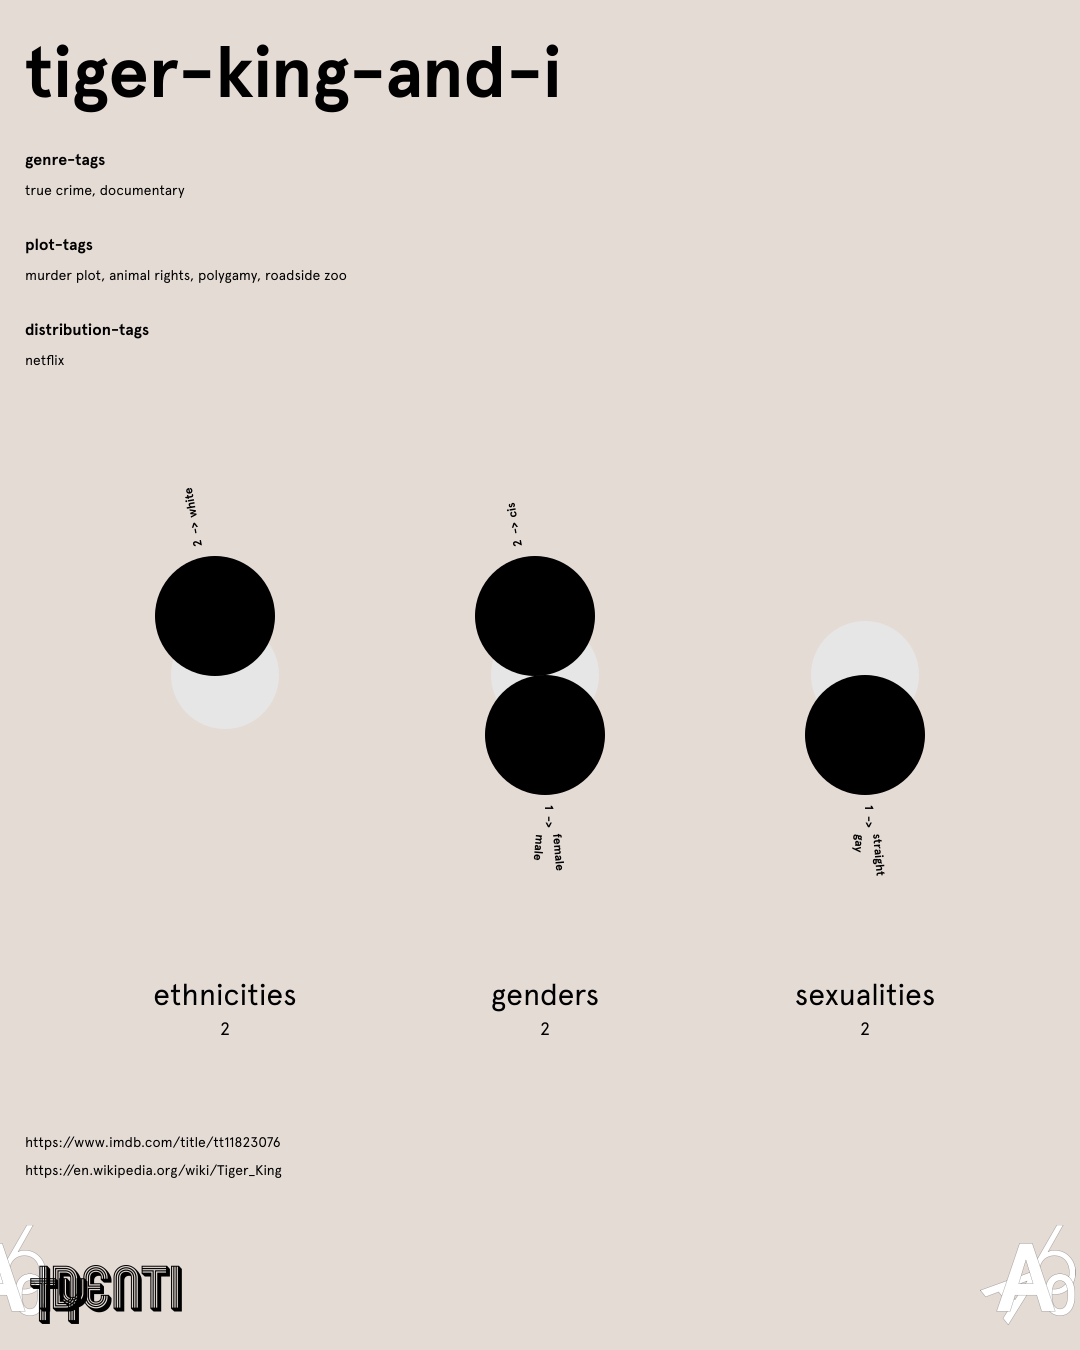 tiger-king-and-i
genre-tags
true crime, documentary
plot-tags
murder plot, animal rights, polygamy, roadside zoo
distribution-tags
netflix
2 -> white
2 -> cis
1 -> female
male
1 -> straight
gay
ethnicities
genders
sexualities
2
2
2
https://www.imdb.com/title/tt11823076
https://en.wikipedia.org/wiki/Tiger_King
IDENTI
TY